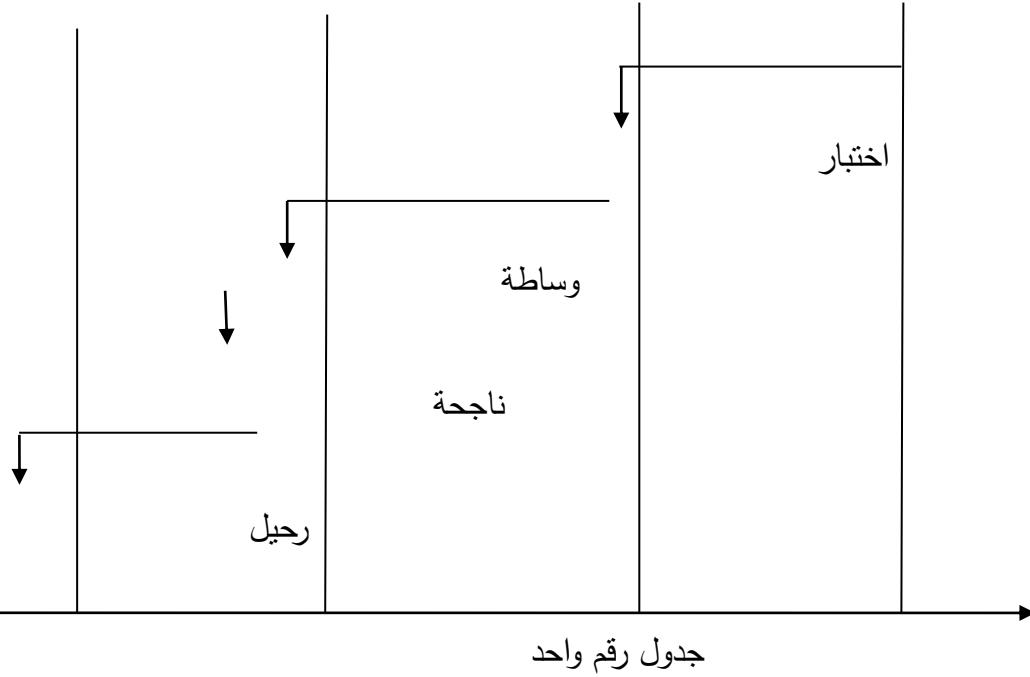 اختبار
وساطة
ناجحة
رحيل
جدول رقم واحد